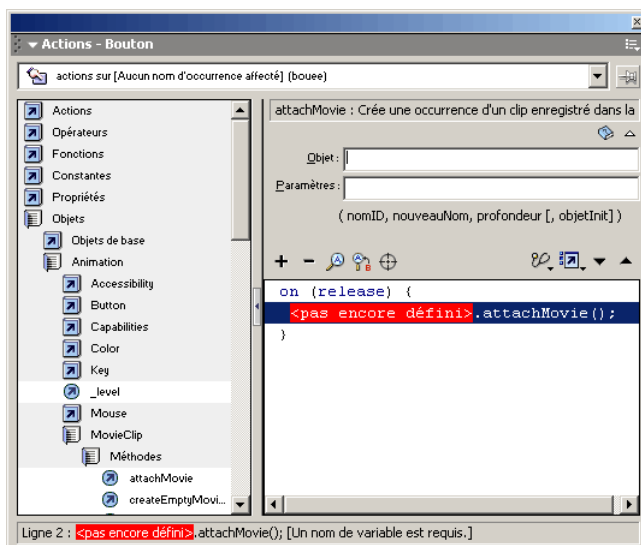 Actions - Bouton
actions sur [Aucun nom d'occurrence affecté] (bouee)
Actions
Opérateurs
Fonctions
Constantes
Propriétés
Objets
Objets de base
Animation
Accessibility
Button
Capabilities
Color
Key
_level
Mouse
MovieClip
Méthodes
attachMovie
createEmptyMovi...
attachMovie : Crée une occurrence d'un clip enregistré dans la
Objet :
Paramètres :
( nomID, nouveauNom, profondeur [, objetInit] )
on (release) {
<pas encore défini>.attachMovie();
}
Ligne 2 : <pas encore défini>.attachMovie(); [Un nom de variable est requis.]